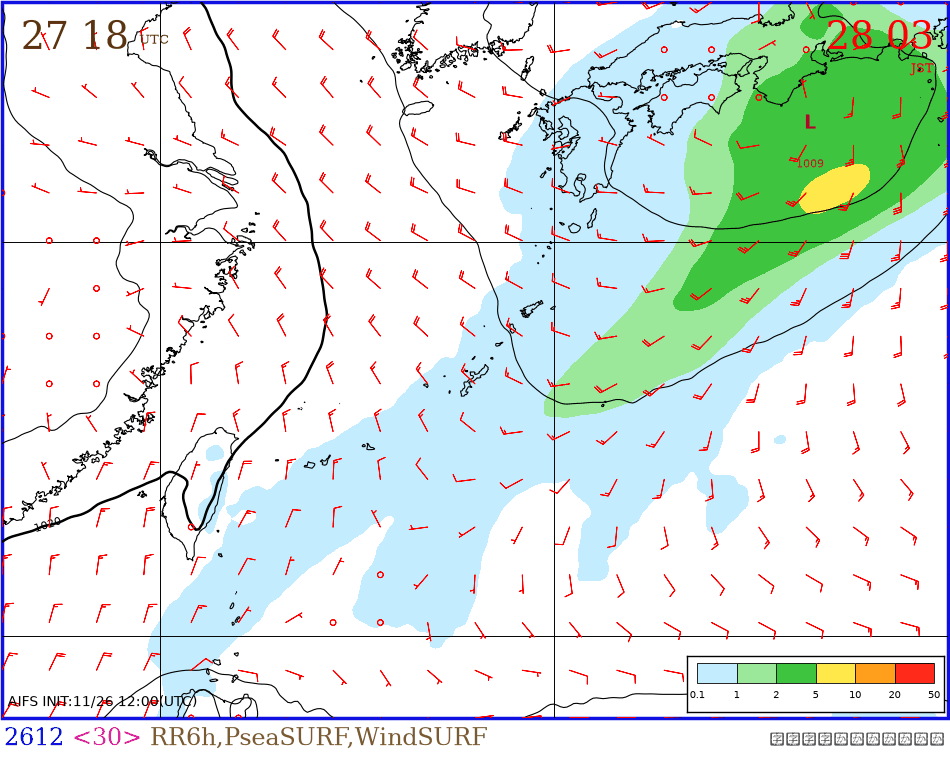 27 18 UTC
28 03
JST
L
1009
1020
AIFS INIT:11/26 12:00(UTC)
0.1 1 2 5 10 20 50
2612 <30> RR6h,PseaSURF,WindSURF